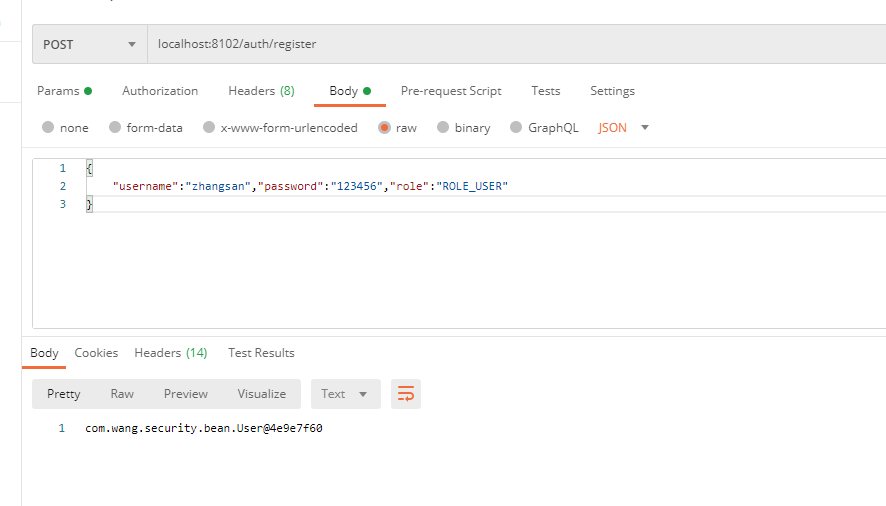 POST localhost:8102/auth/register
Params Authorization Headers (8) Body Pre-request Script Tests Settings
none form-data x-www-form-urlencoded raw binary GraphQL JSON
1 {
2 "username":"zhangsan","password":"123456","role":"ROLE_USER"
3 }
Body Cookies Headers (14) Test Results
Pretty Raw Preview Visualize Text
1 com.wang.security.bean.User@4e9e7f60